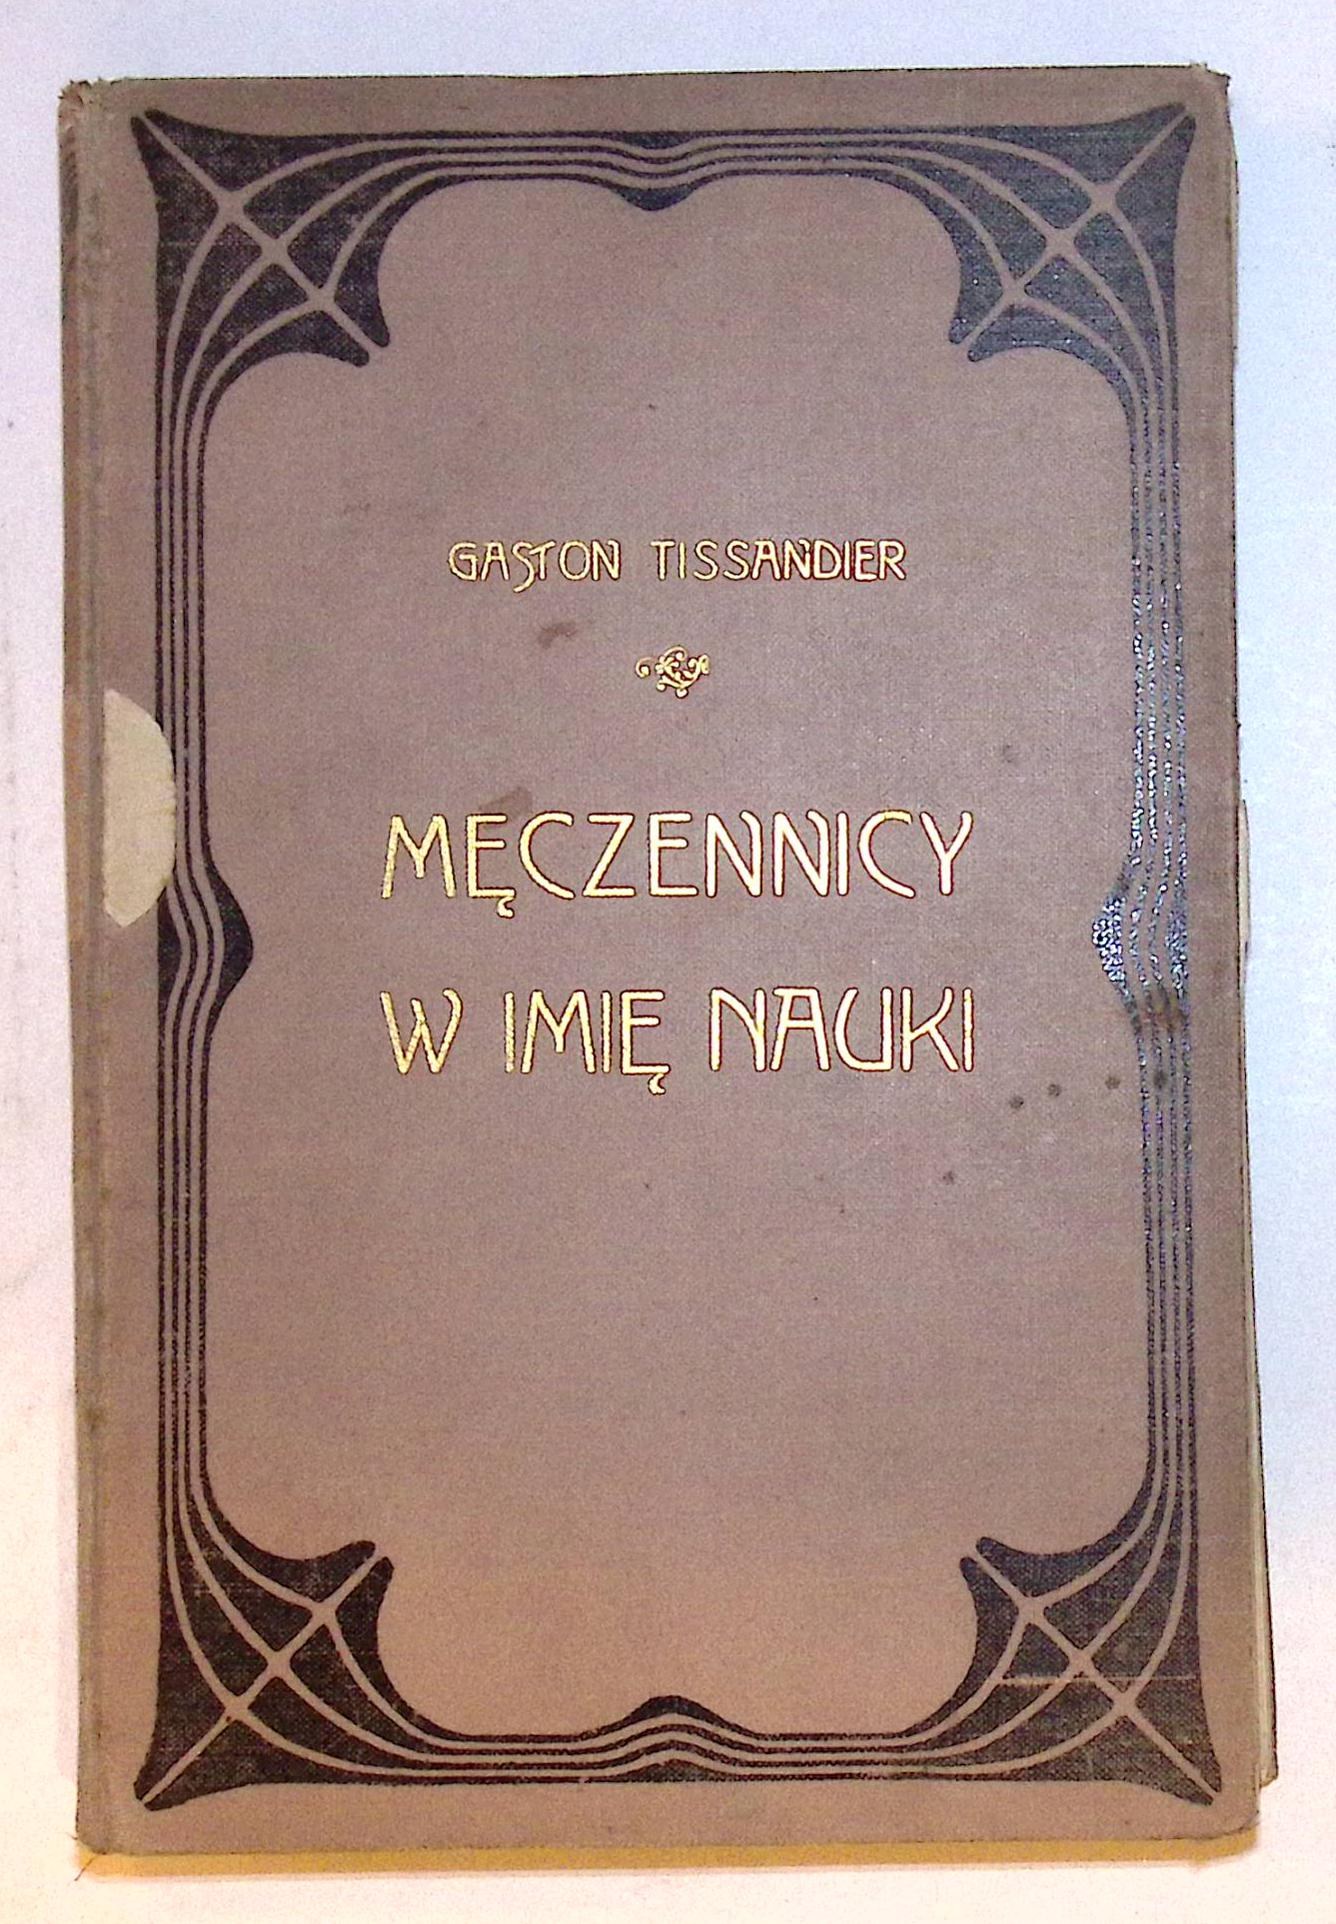 GASTON TISSANDIER
MĘCZENNICY
W IMIĘ NAUKI